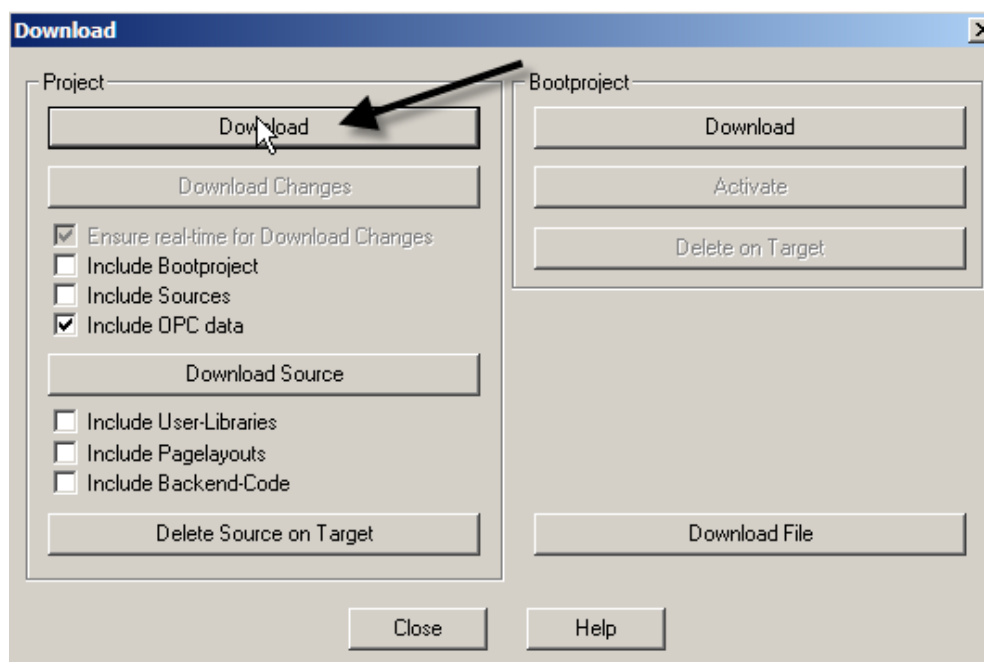 Download
Project
Download
Download Changes
Ensure real-time for Download Changes
Include Bootproject
Include Sources
Include OPC data
Download Source
Include User-Libraries
Include Pagelayouts
Include Backend-Code
Delete Source on Target
Bootproject
Download
Activate
Delete on Target
Download File
Close
Help